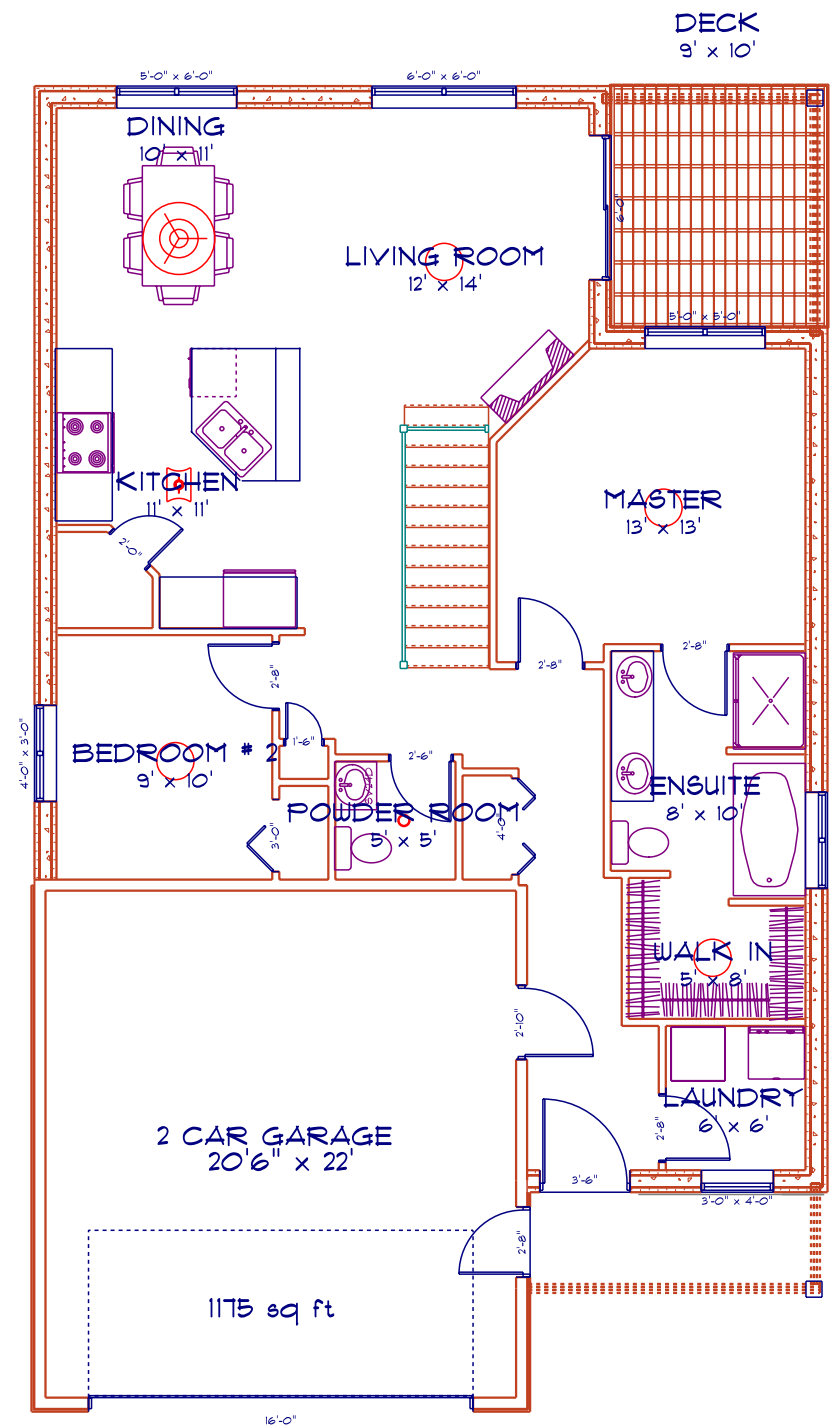 DECK
9' x 10'
5'-0" x 6'-0"
6'-0" x 6'-0"
DINING
10' x 11'
6'-0"
LIVING ROOM
12' x 14'
5'-0" x 5'-0"
KITCHEN
11' x 11'
MASTER
13' x 13'
2'-0"
2'-8"
2'-8"
2'-8"
1'-6"
2'-6"
4'-0" x 3'-0"
BEDROOM # 2
9' x 10'
ENSUITE
8' x 10'
POWDER ROOM
5' x 5'
3'-0"
4'-0"
WALK IN
5' x 8'
2'-10"
LAUNDRY
6' x 6'
2'-8"
2 CAR GARAGE
20'6" x 22'
3'-6"
3'-0" x 4'-0"
2'-8"
1175 sq ft
16'-0"